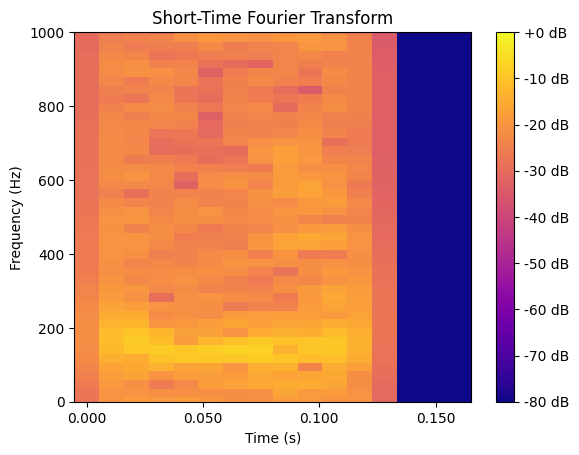 Short-Time Fourier Transform
1000
800
600
400
200
0
Frequency (Hz)
0.000
0.050
0.100
0.150
Time (s)
+0 dB
-10 dB
-20 dB
-30 dB
-40 dB
-50 dB
-60 dB
-70 dB
-80 dB